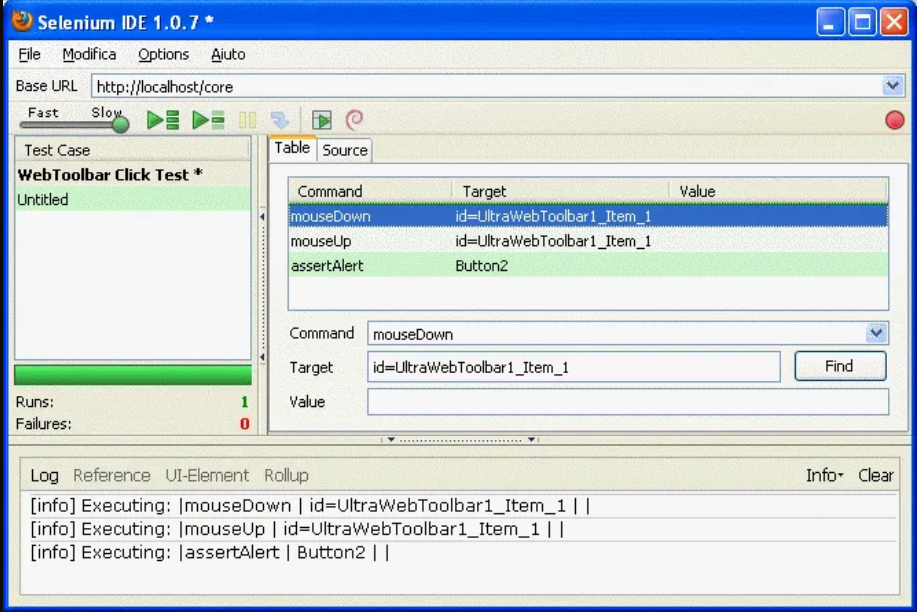 Selenium IDE 1.0.7 *
File Modifica Options Aiuto
Base URL http://localhost/core
Fast Slow
Test Case
WebToolbar Click Test *
Untitled
Runs: 1
Failures: 0
Table Source
Command Target Value
mouseDown id=UltraWebToolbar1_Item_1
mouseUp id=UltraWebToolbar1_Item_1
assertAlert Button2
Command mouseDown
Target id=UltraWebToolbar1_Item_1 Find
Value
Log Reference UI-Element Rollup Info Clear
[info] Executing: |mouseDown | id=UltraWebToolbar1_Item_1 | |
[info] Executing: |mouseUp | id=UltraWebToolbar1_Item_1 | |
[info] Executing: |assertAlert | Button2 | |